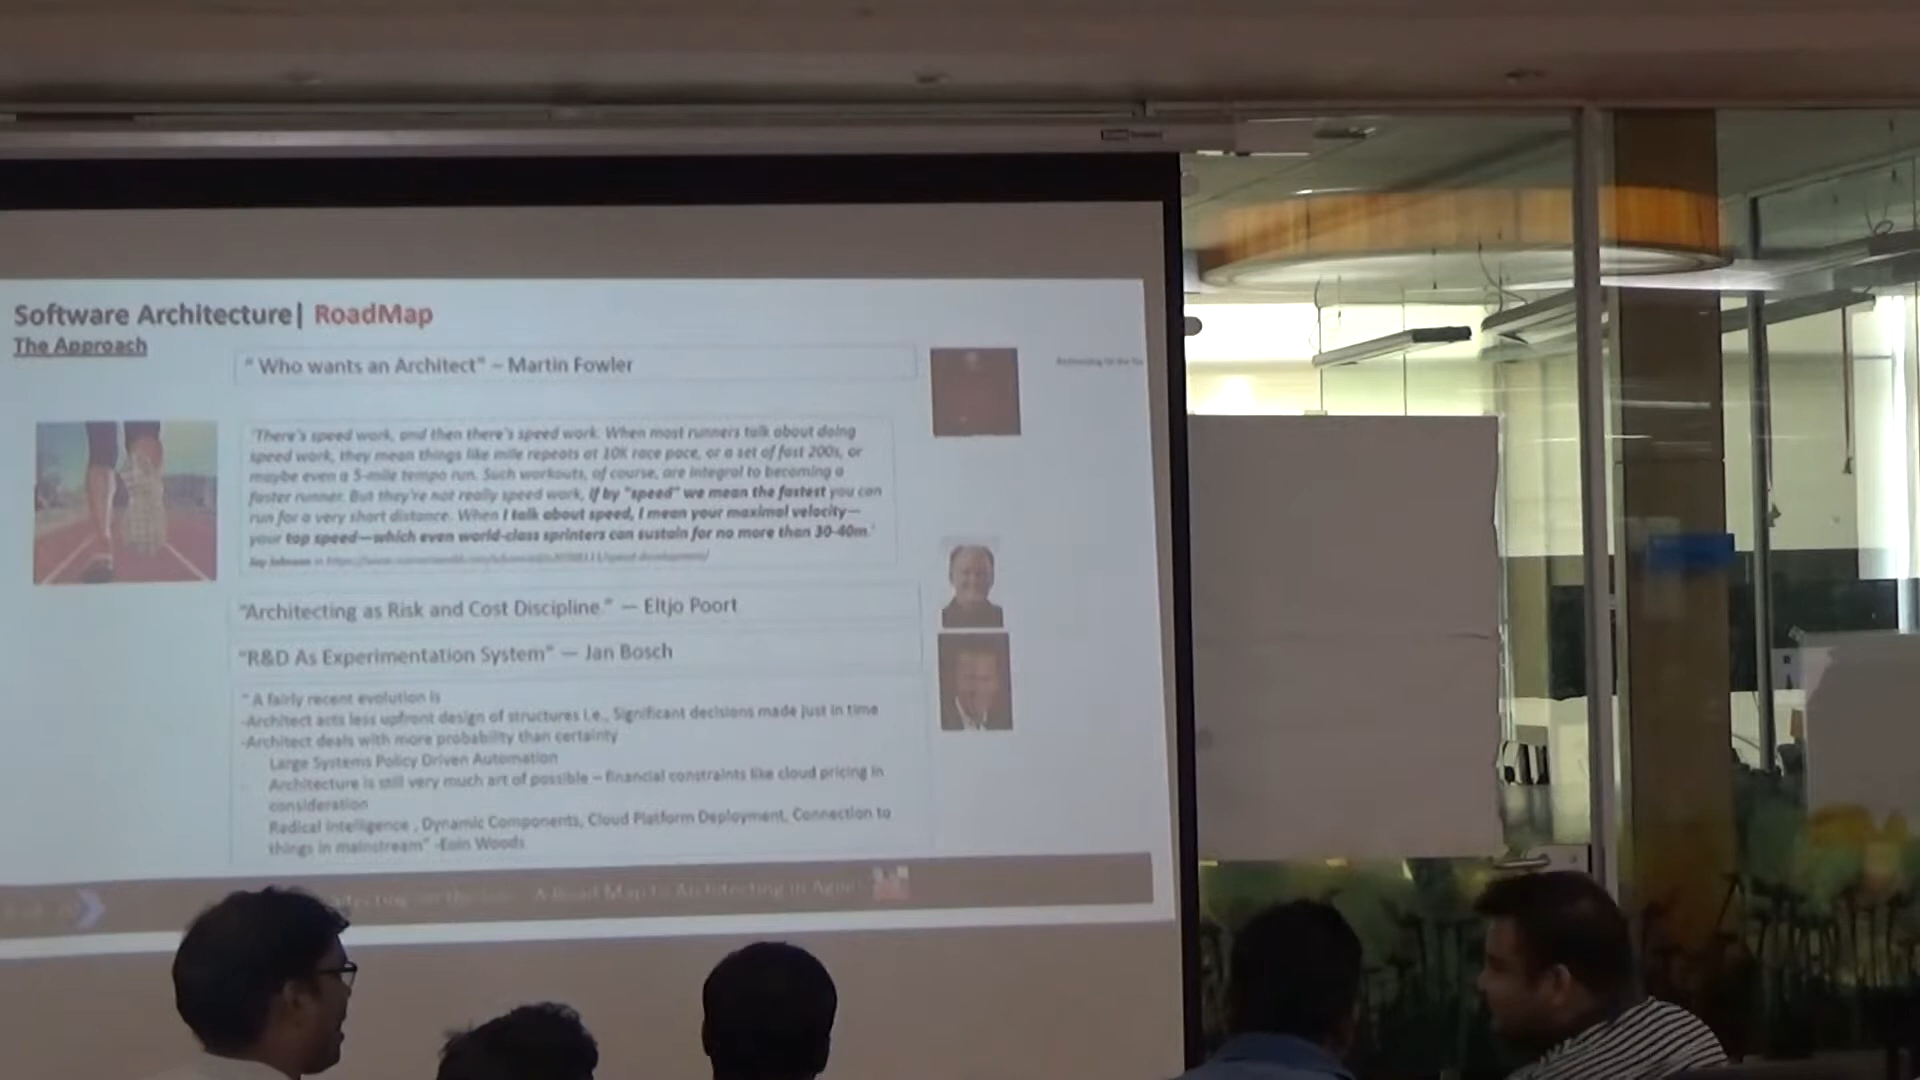 Software Architecture| RoadMap
The Approach
" Who wants an Architect" – Martin Fowler
'There's speed work, and then there's speed work. When most runners talk about doing
speed work, they mean things like mile repeats at 10K race pace, or a set of fast 200s, or
maybe even a 5-mile tempo run. Such workouts, of course, are integral to becoming a
faster runner. But they're not really speed work, if by "speed" we mean the fastest you can
run for a very short distance. When I talk about speed, I mean your maximal velocity—
your top speed—which even world-class sprinters can sustain for no more than 30-40m.'
"Architecting as Risk and Cost Discipline." — Eltjo Poort
"R&D As Experimentation System" — Jan Bosch
" A fairly recent evolution is
-Architect acts less upfront design of structures i.e., Significant decisions made just in time
-Architect deals with more probability than certainty
Large Systems Policy Driven Automation
Architecture is still very much art of possible – financial constraints like cloud pricing in
consideration
Radical Intelligence , Dynamic Components, Cloud Platform Deployment, Connection to
things in mainstream" -Eoin Woods
A Road Map to Architecting in